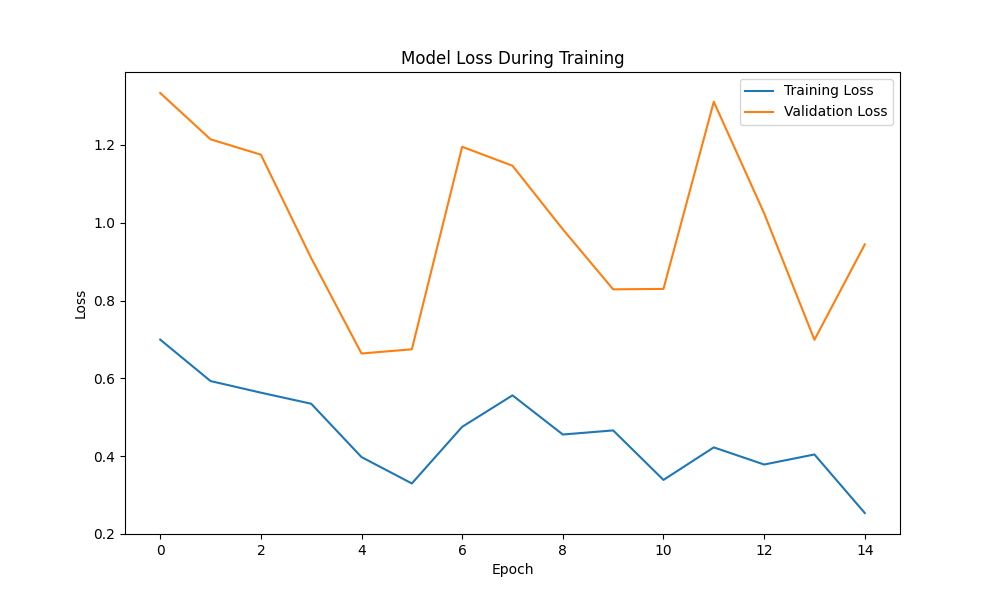 Model Loss During Training
Training Loss
Validation Loss
1.2
1.0
0.8
0.6
0.4
0.2
Loss
0 2 4 6 8 10 12 14
Epoch